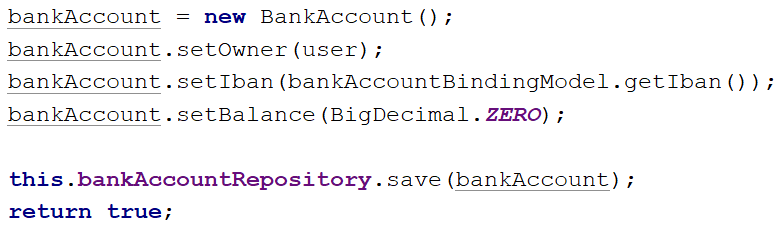 bankAccount = new BankAccount();
bankAccount.setOwner(user);
bankAccount.setIban(bankAccountBindingModel.getIban());
bankAccount.setBalance(BigDecimal.ZERO);
this.bankAccountRepository.save(bankAccount);
return true;